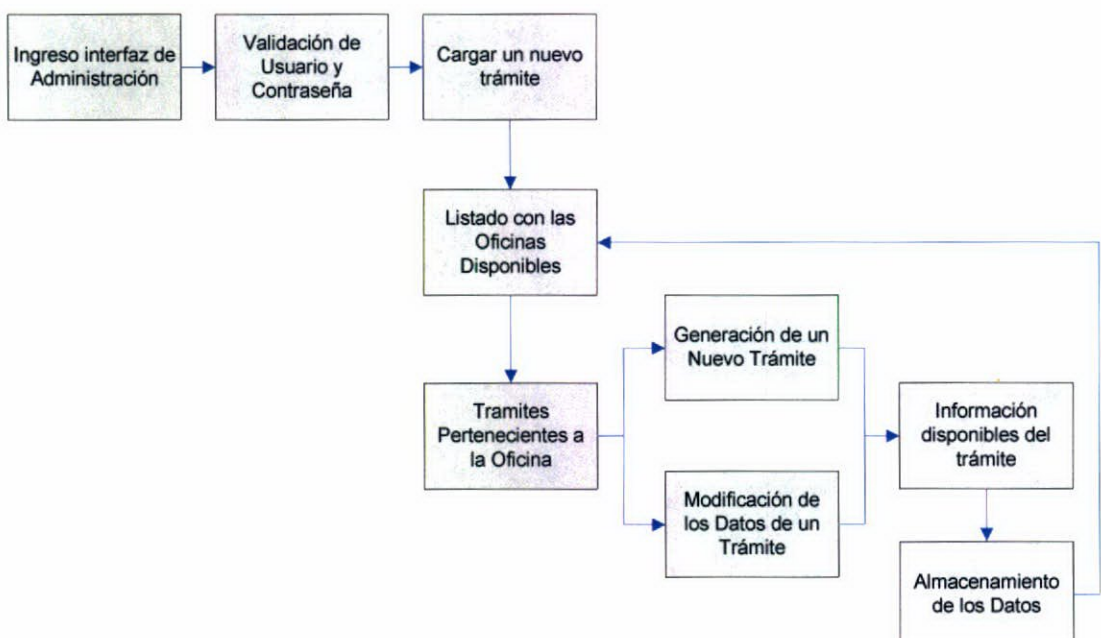 Ingreso interfaz de
Administración
Validación de
Usuario y
Contraseña
Cargar un nuevo
trámite
Listado con las
Oficinas
Disponibles
Generación de un
Nuevo Trámite
Tramites
Pertenecientes a
la Oficina
Información
disponibles del
trámite
Modificación de
los Datos de un
Trámite
Almacenamiento
de los Datos